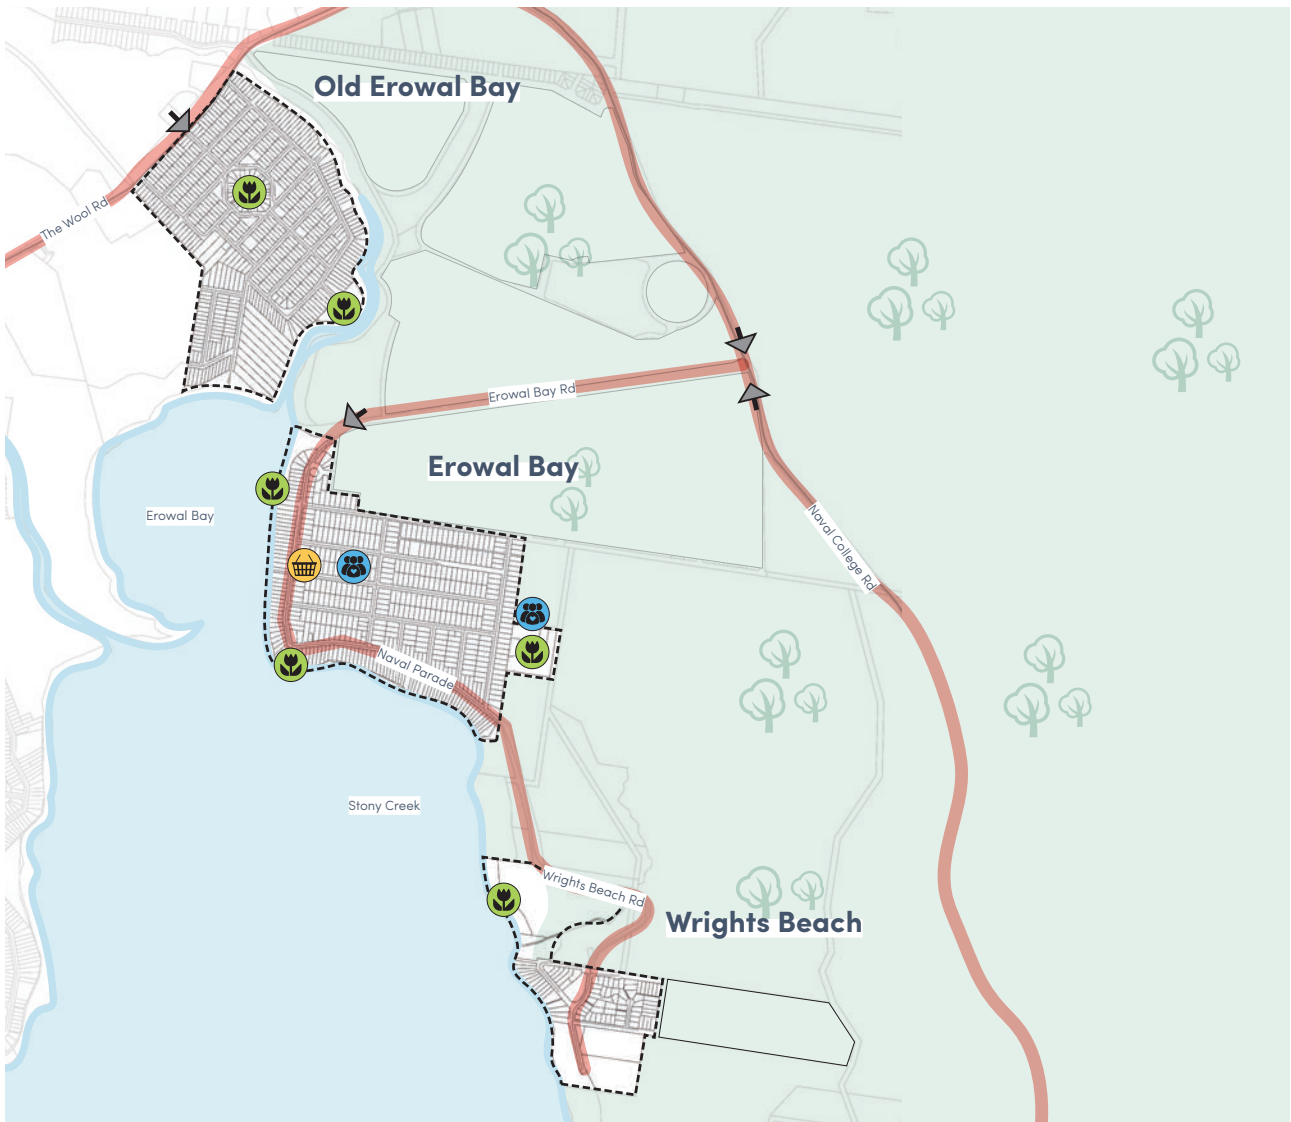 Old Erowal Bay
The Wool Rd
Erowal Bay Rd
Erowal Bay
Erowal Bay
Naval College Rd
Naval Parade
Stony Creek
Wrights Beach Rd
Wrights Beach